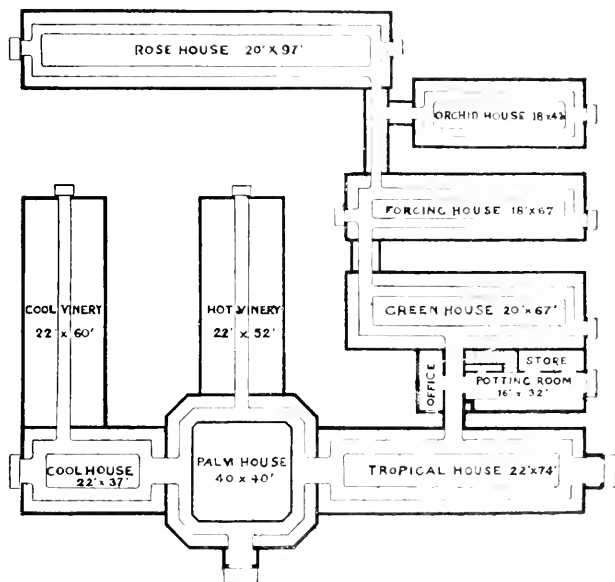 ROSE HOUSE 20' X 97'
ORCHID HOUSE 18 x 48
FORCING HOUSE 18' X 67
COOL VINERY
22' x 60'
HOT VINERY
22' x 52'
GREEN HOUSE 20' x 67'
OFFICE
STORE
POTTING ROOM
16' x 32'
COOL HOUSE
22' x 37'
PALM HOUSE
40 x 40'
TROPICAL HOUSE 22' x 74'